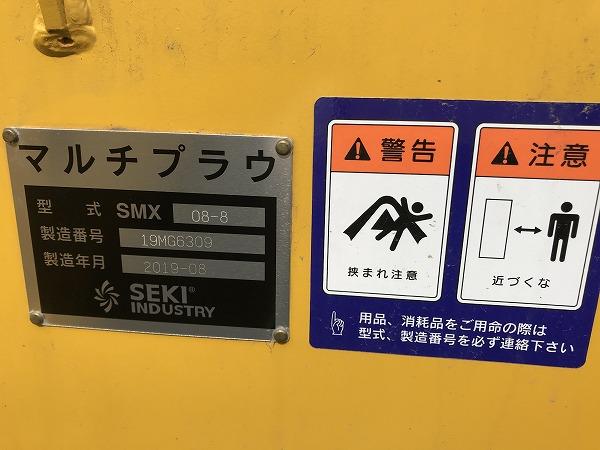 マルチプラウ
型 式 SMX 08-8
製造番号 19MG6309
製造年月 2019-08
SEKI®
INDUSTRY
警告
挟まれ注意
注意
近づくな
用品、消耗品をご用命の際は
型式、製造番号を必ず連絡下さい